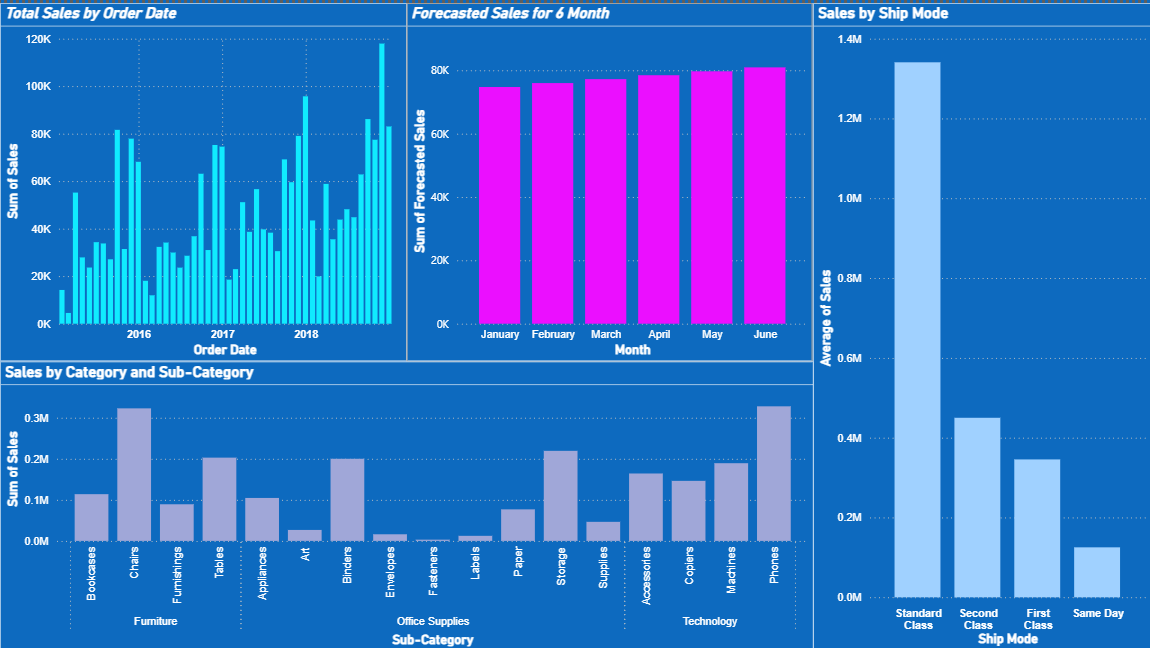 Total Sales by Order Date
120K
100K
80K
60K
40K
20K
0K
Sum of Sales
2016
2017
2018
Order Date
Forecasted Sales for 6 Month
80K
60K
40K
20K
0K
Sum of Forecasted Sales
January
February
March
April
May
June
Month
Sales by Ship Mode
1.4M
1.2M
1.0M
0.8M
0.6M
0.4M
0.2M
0.0M
Average of Sales
Standard
Class
Second
Class
First
Class
Same Day
Ship Mode
Sales by Category and Sub-Category
0.3M
0.2M
0.1M
0.0M
Sum of Sales
Bookcases
Chairs
Furnishings
Tables
Appliances
Art
Binders
Envelopes
Fasteners
Labels
Paper
Storage
Supplies
Accessories
Copiers
Machines
Phones
Furniture
Office Supplies
Technology
Sub-Category